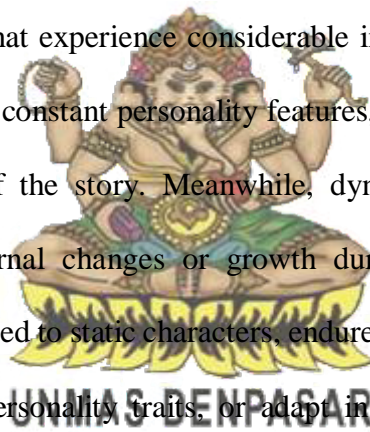 hat experience considerable i
constant personality features.
f the story. Meanwhile, dyn
rnal changes or growth du
ed to static characters, endure
UNMAS DENPASAR
ersonality traits, or adapt in